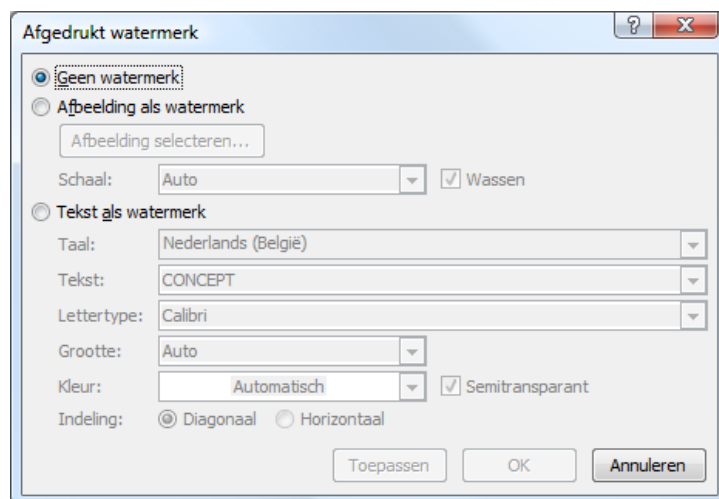 Afgedrukt watermerk
Geen watermerk
Afbeelding als watermerk
Afbeelding selecteren...
Schaal: Auto Wassen
Tekst als watermerk
Taal: Nederlands (België)
Tekst: CONCEPT
Lettertype: Calibri
Grootte: Auto
Kleur: Automatisch Semitransparant
Indeling: Diagonaal Horizontaal
Toepassen OK Annuleren